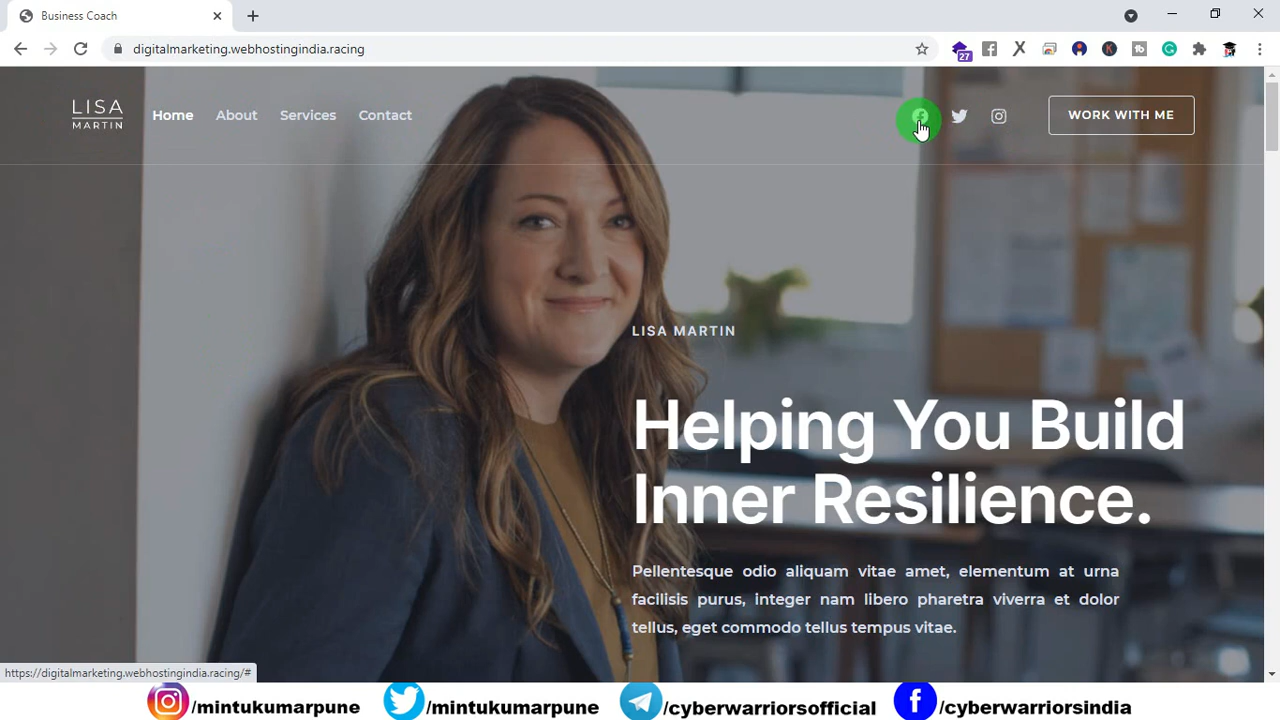 Business Coach
digitalmarketing.webhostingindia.racing
27
LISA
MARTIN
Home About Services Contact
WORK WITH ME
LISA MARTIN
Helping You Build
Inner Resilience.
Pellentesque odio aliquam vitae amet, elementum at urna
facilisis purus, integer nam libero pharetra viverra et dolor
tellus, eget commodo tellus tempus vitae.
https://digitalmarketing.webhostingindia.racing/#
/mintukumarpune /mintukumarpune /cyberwarriorsofficial /cyberwarriorsindia